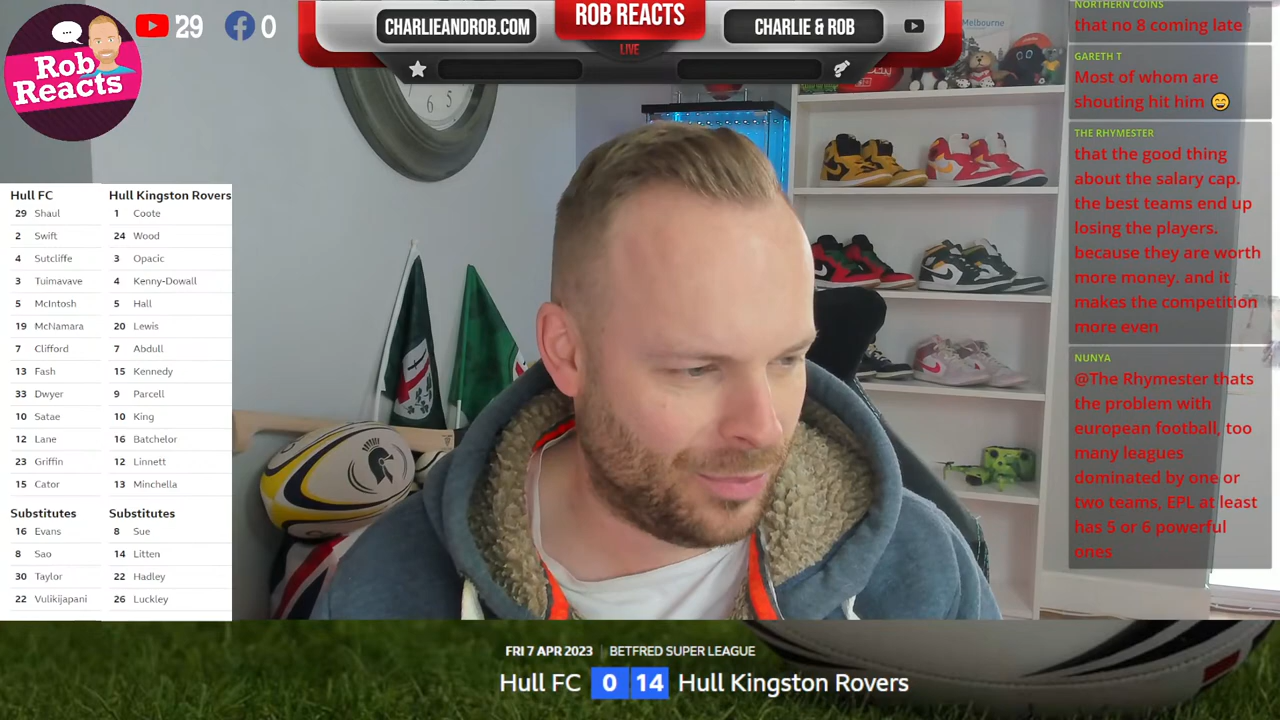 Rob
Reacts
29
0
CHARLIEANDROB.COM
ROB REACTS
LIVE
CHARLIE & ROB
Melbourne
6 5
NORTHERN COINS
that no 8 coming late
GARETH T
Most of whom are
shouting hit him 😄
THE RHYMESTER
that the good thing
about the salary cap.
the best teams end up
losing the players.
because they are worth
more money. and it
makes the competition
more even
NUNYA
@The Rhymester thats
the problem with
european football, too
many leagues
dominated by one or
two teams, EPL at least
has 5 or 6 powerful
ones
Hull FC
29 Shaul
2 Swift
4 Sutcliffe
3 Tuimavave
5 McIntosh
19 McNamara
7 Clifford
13 Fash
33 Dwyer
10 Satae
12 Lane
23 Griffin
15 Cator
Substitutes
16 Evans
8 Sao
30 Taylor
22 Vulikijapani
Hull Kingston Rovers
1 Coote
24 Wood
3 Opacic
4 Kenny-Dowall
5 Hall
20 Lewis
7 Abdull
15 Kennedy
9 Parcell
10 King
16 Batchelor
12 Linnett
13 Minchella
Substitutes
8 Sue
14 Litten
22 Hadley
26 Luckley
FRI 7 APR 2023 | BETFRED SUPER LEAGUE
Hull FC 0 14 Hull Kingston Rovers